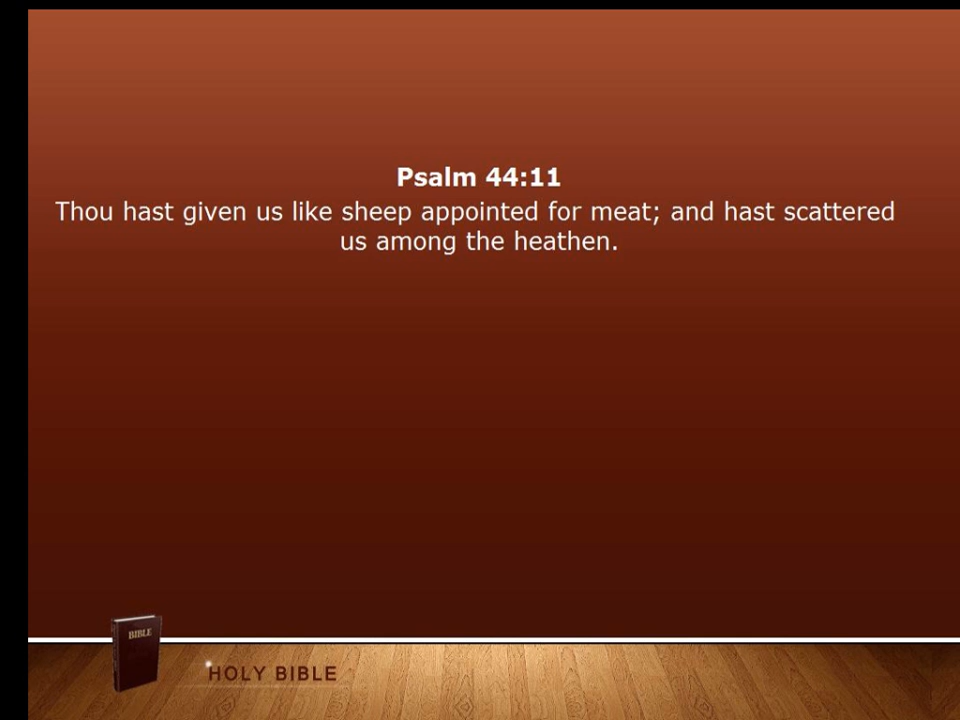 Psalm 44:11
Thou hast given us like sheep appointed for meat; and hast scattered
us among the heathen.
BIBLE
HOLY BIBLE